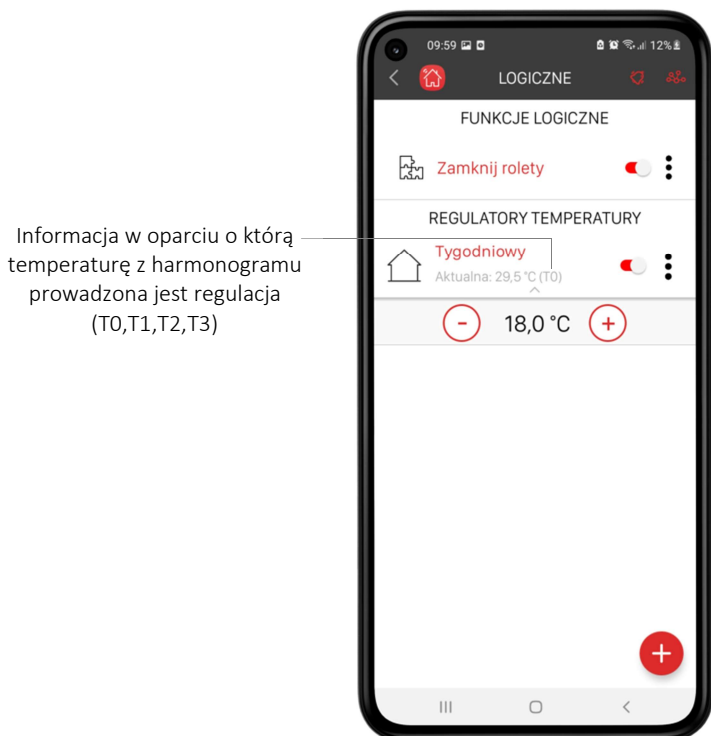 09:59
12%
LOGICZNE
FUNKCJE LOGICZNE
Zamknij rolety
REGULATORY TEMPERATURY
Informacja w oparciu o którą
temperaturę z harmonogramu
prowadzona jest regulacja
(T0,T1,T2,T3)
Tygodniowy
Aktualna: 29,5 °C (T0)
- 18,0 °C +
+